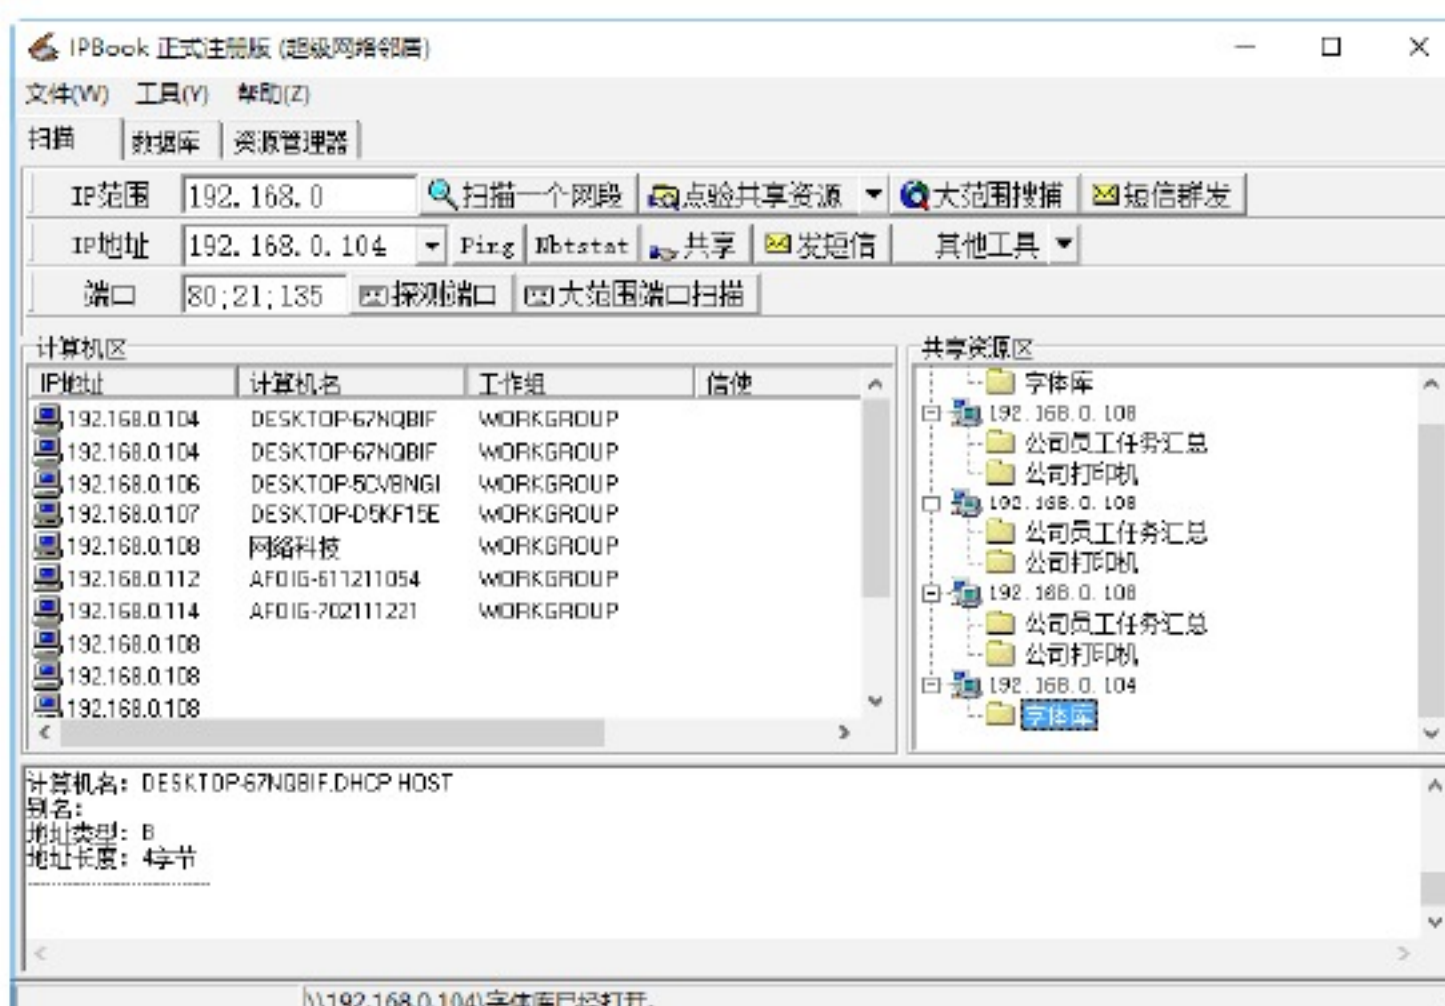 IPBook 正式注册版 (超级网络邻居)
文件(W) 工具(Y) 帮助(Z)
扫描 数据库 资源管理器
IP范围 192.168.0 扫描一个网段 点验共享资源 大范围搜捕 短信群发
IP地址 192.168.0.104 Ping Nbtstat 共享 发短信 其他工具
端口 80;21;135 探测端口 大范围端口扫描
计算机区 共享资源区
IP地址 计算机名 工作组 信使
192.168.0.104 DESKTOP-67NQBIF WORKGROUP
192.168.0.104 DESKTOP-67NQBIF WORKGROUP
192.168.0.106 DESKTOP-5CV8NGI WORKGROUP
192.168.0.107 DESKTOP-D5KF15E WORKGROUP
192.168.0.108 网络科技 WORKGROUP
192.168.0.112 AFOIG-611211054 WORKGROUP
192.168.0.114 AFOIG-702111221 WORKGROUP
192.168.0.108
192.168.0.108
192.168.0.108
字体库
192.168.0.108
公司员工任务汇总
公司打印机
192.168.0.108
公司员工任务汇总
公司打印机
192.168.0.108
公司员工任务汇总
公司打印机
192.168.0.104
字体库
计算机名: DESKTOP-67NQBIF.DHCP HOST
别名:
地址类型: B
地址长度: 4字节
\\192.168.0.104\字体库已经打开。